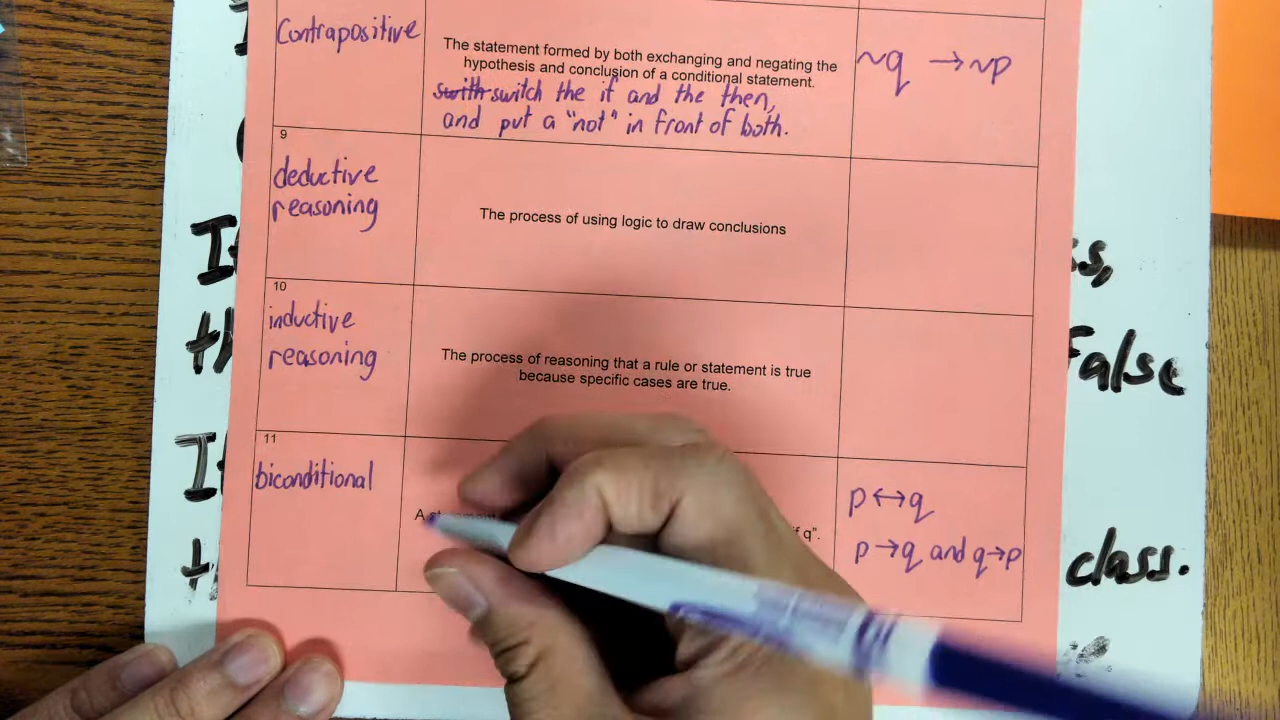 Contrapositive
The statement formed by both exchanging and negating the
hypothesis and conclusion of a conditional statement.
swith switch the if and the then,
and put a "not" in front of both.
~q → ~p
9
deductive
reasoning
The process of using logic to draw conclusions
10
inductive
reasoning
The process of reasoning that a rule or statement is true
because specific cases are true.
11
biconditional
A
q".
p ↔ q
p → q and q → p
False
class.